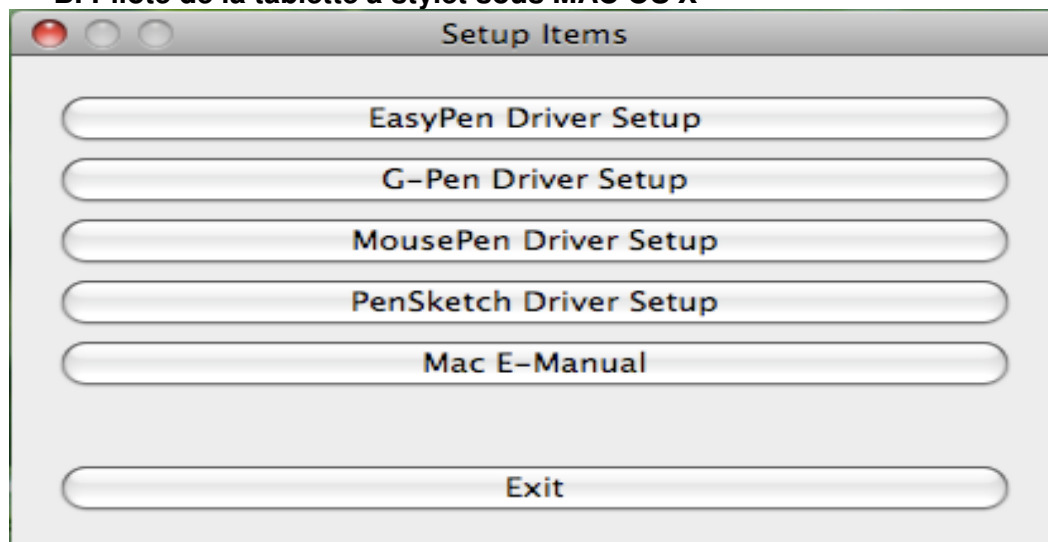 B. Pilote de la tablette à stylet sous MAC OS X
Setup Items
EasyPen Driver Setup
G-Pen Driver Setup
MousePen Driver Setup
PenSketch Driver Setup
Mac E-Manual
Exit